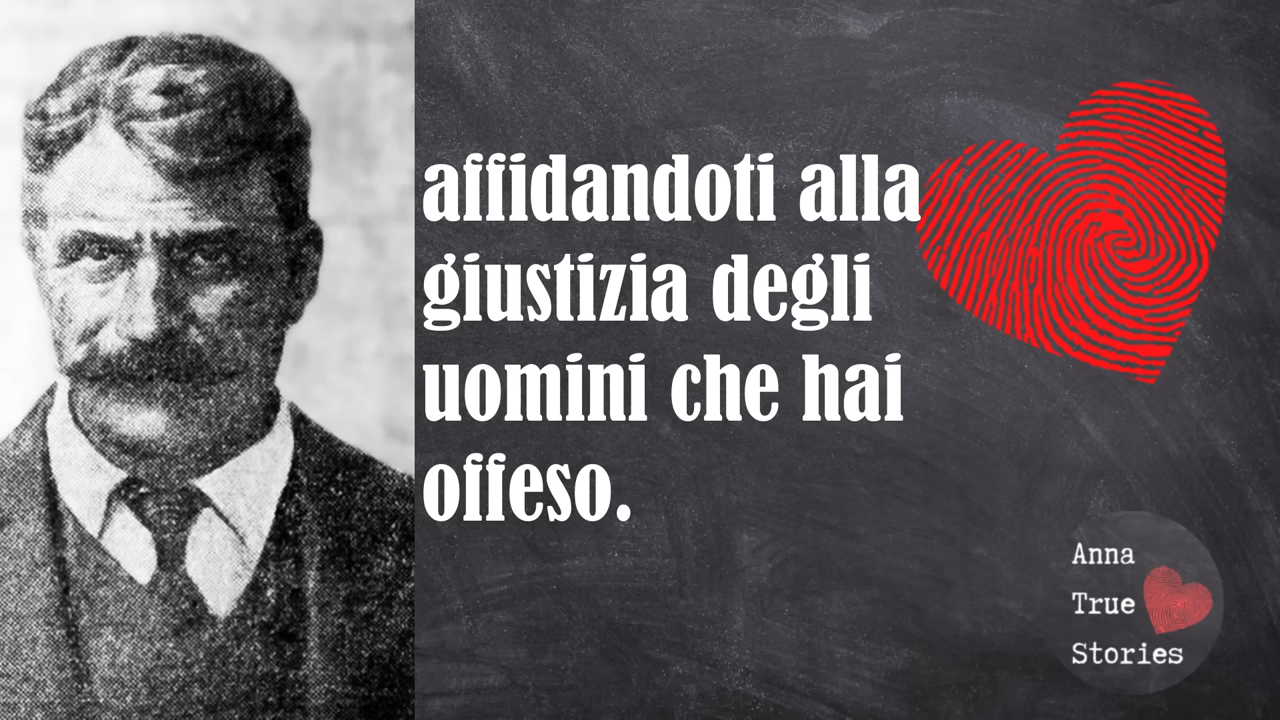 affidandoti alla
giustizia degli
uomini che hai
offeso.
Anna
True
Stories